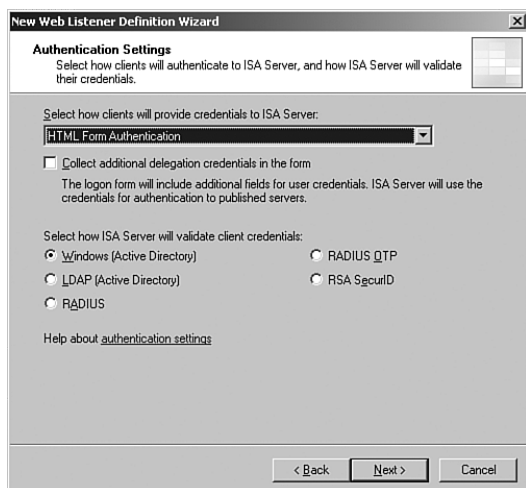 New Web Listener Definition Wizard
Authentication Settings
Select how clients will authenticate to ISA Server, and how ISA Server will validate
their credentials.
Select how clients will provide credentials to ISA Server:
HTML Form Authentication
Collect additional delegation credentials in the form
The logon form will include additional fields for user credentials. ISA Server will use the
credentials for authentication to published servers.
Select how ISA Server will validate client credentials:
Windows (Active Directory)
RADIUS OTP
LDAP (Active Directory)
RSA SecurID
RADIUS
Help about authentication settings
< Back
Next >
Cancel